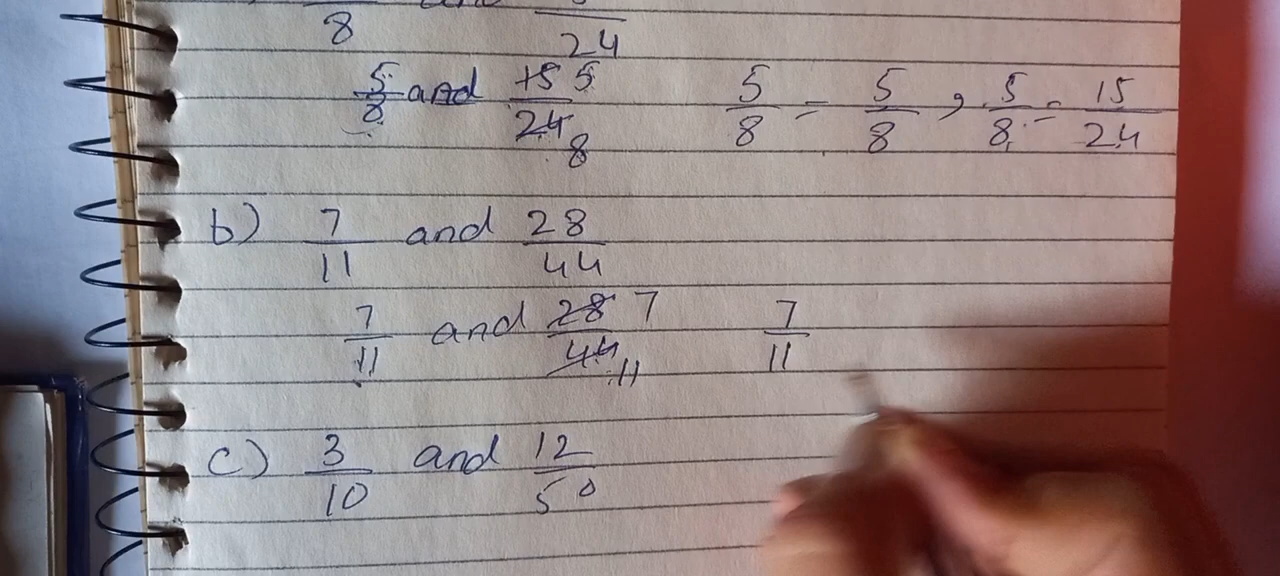 8 and 24
5/8 and 15/24 5 8 5/8 = 5/8 , 5/8 = 15/24
b) 7/11 and 28/44
7/11 and 28/44 7 11 7/11
c) 3/10 and 12/50